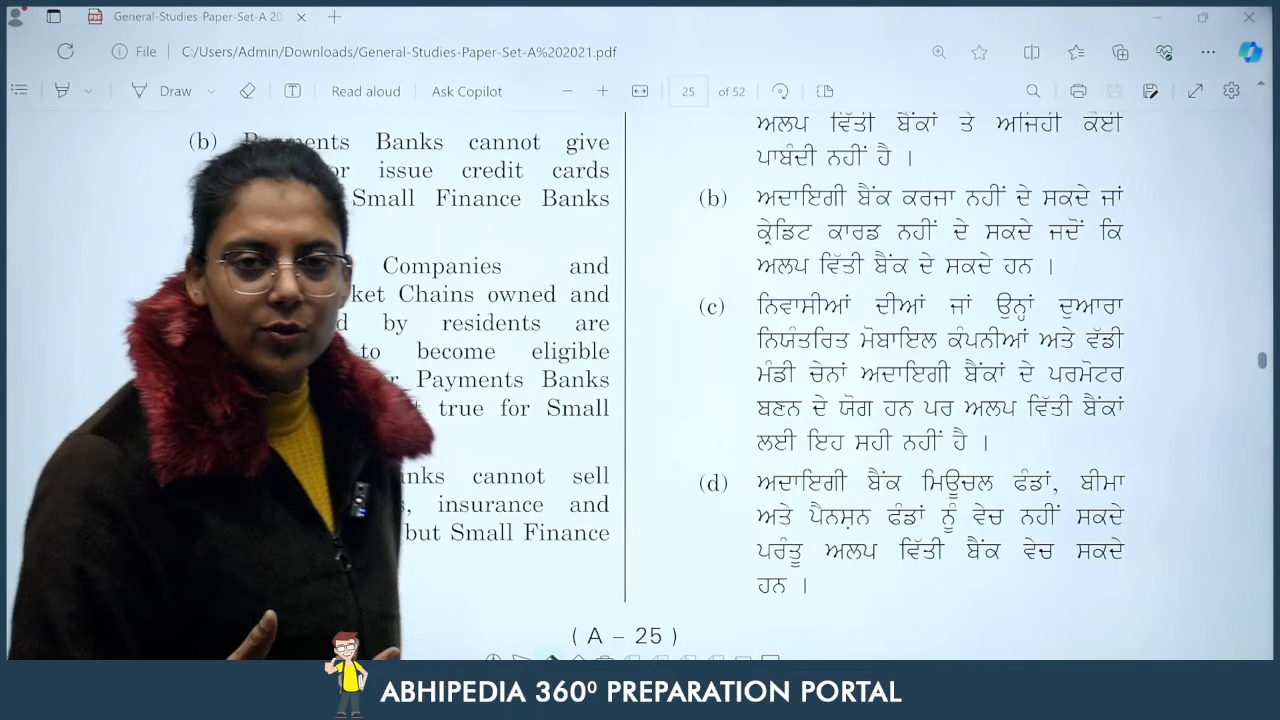 General-Studies-Paper-Set-A 20
File
C:/Users/Admin/Downloads/General-Studies-Paper-Set-A%202021.pdf
Draw
Read aloud
Ask Copilot
25
of 52
(b) Payments Banks cannot give
or issue credit cards
Small Finance Banks
Companies and
ket Chains owned and
d by residents are
to become eligible
r Payments Banks
t true for Small
nks cannot sell
s, insurance and
but Small Finance
ਅਲਪ ਵਿੱਤੀ ਬੈਂਕਾਂ ਤੇ ਅਜਿਹੀ ਕੋਈ
ਪਾਬੰਦੀ ਨਹੀਂ ਹੈ ।
(b) ਅਦਾਇਗੀ ਬੈਂਕ ਕਰਜਾ ਨਹੀਂ ਦੇ ਸਕਦੇ ਜਾਂ
ਕ੍ਰੇਡਿਟ ਕਾਰਡ ਨਹੀਂ ਦੇ ਸਕਦੇ ਜਦੋਂ ਕਿ
ਅਲਪ ਵਿੱਤੀ ਬੈਂਕ ਦੇ ਸਕਦੇ ਹਨ ।
(c) ਨਿਵਾਸੀਆਂ ਦੀਆਂ ਜਾਂ ਉਨ੍ਹਾਂ ਦੁਆਰਾ
ਨਿਯੰਤਰਿਤ ਮੋਬਾਇਲ ਕੰਪਨੀਆਂ ਅਤੇ ਵੱਡੀ
ਮੰਡੀ ਚੇਨਾਂ ਅਦਾਇਗੀ ਬੈਂਕਾਂ ਦੇ ਪਰਮੋਟਰ
ਬਣਨ ਦੇ ਯੋਗ ਹਨ ਪਰ ਅਲਪ ਵਿੱਤੀ ਬੈਂਕਾਂ
ਲਈ ਇਹ ਸਹੀ ਨਹੀਂ ਹੈ ।
(d) ਅਦਾਇਗੀ ਬੈਂਕ ਮਿਊਚਲ ਫੰਡਾਂ, ਬੀਮਾ
ਅਤੇ ਪੈਨਸ਼ਨ ਫੰਡਾਂ ਨੂੰ ਵੇਚ ਨਹੀਂ ਸਕਦੇ
ਪਰੰਤੂ ਅਲਪ ਵਿੱਤੀ ਬੈਂਕ ਵੇਚ ਸਕਦੇ
ਹਨ ।
( A – 25 )
ABHIPEDIA 360⁰ PREPARATION PORTAL